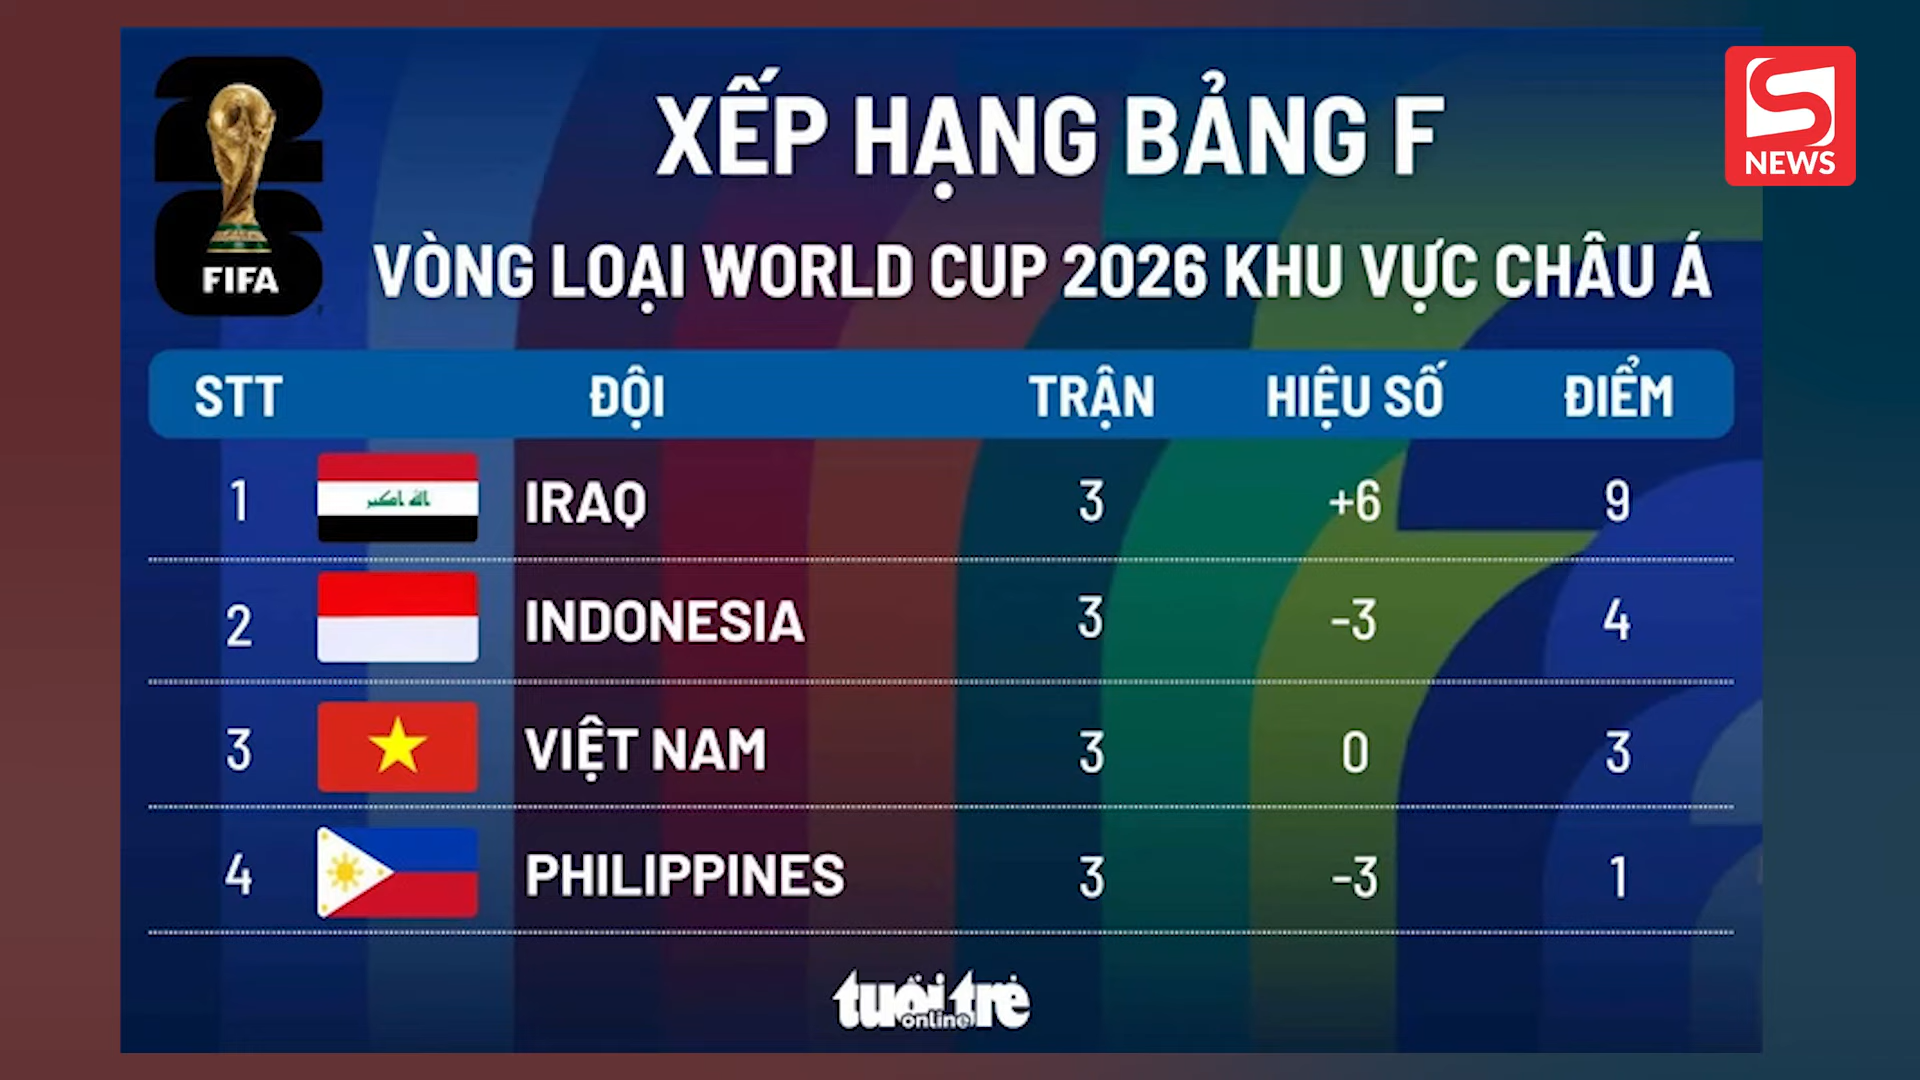 XẾP HẠNG BẢNG F
VÒNG LOẠI WORLD CUP 2026 KHU VỰC CHÂU Á
FIFA
S
NEWS
STT ĐỘI TRẬN HIỆU SỐ ĐIỂM
1 IRAQ 3 +6 9
2 INDONESIA 3 -3 4
3 VIỆT NAM 3 0 3
4 PHILIPPINES 3 -3 1
tuổi trẻ
online